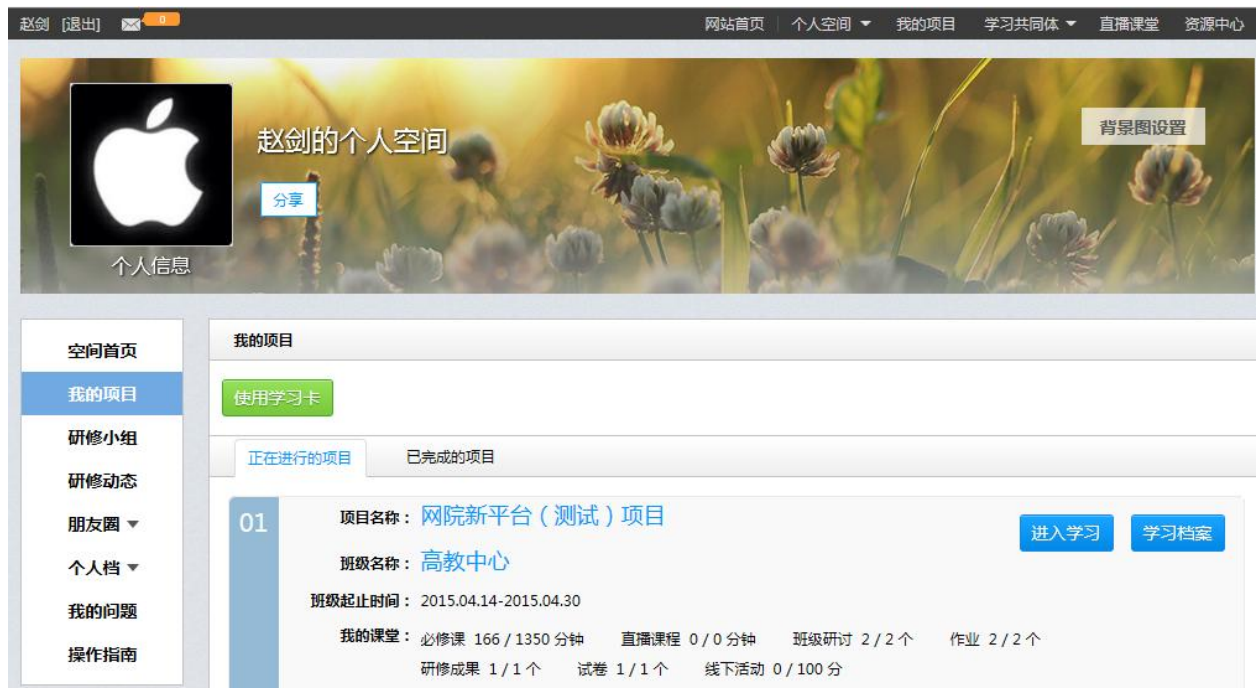 赵剑 [退出] 0 网站首页 个人空间 我的项目 学习共同体 直播课堂 资源中心
赵剑的个人空间
背景图设置
分享
个人信息
空间首页
我的项目
研修小组
研修动态
朋友圈
个人档
我的问题
操作指南
我的项目
使用学习卡
正在进行的项目 已完成的项目
01
项目名称： 网院新平台（测试）项目
进入学习 学习档案
班级名称： 高教中心
班级起止时间： 2015.04.14-2015.04.30
我的课堂： 必修课 166 / 1350 分钟 直播课程 0 / 0 分钟 班级研讨 2 / 2 个 作业 2 / 2 个
研修成果 1 / 1 个 试卷 1 / 1 个 线下活动 0 / 100 分